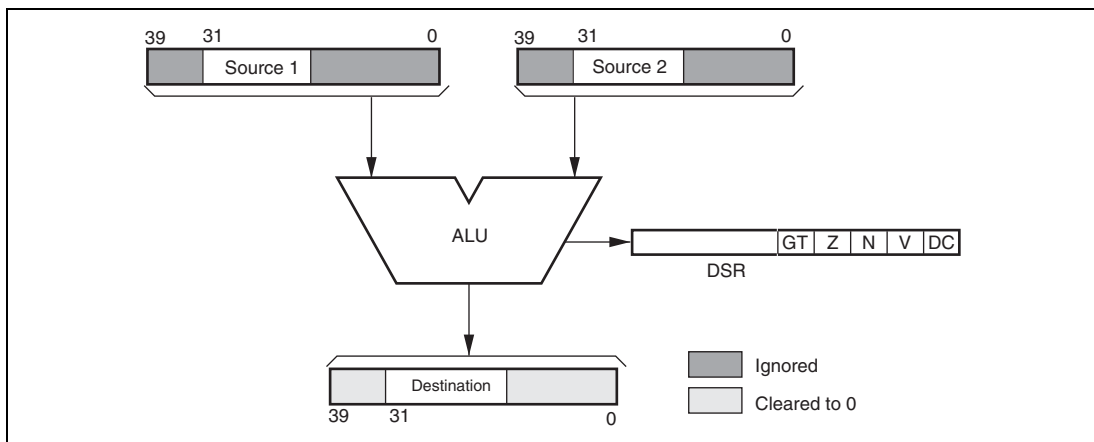 39 31 0 39 31 0
Source 1 Source 2
ALU
GT Z N V DC
DSR
Destination
39 31 0
Ignored
Cleared to 0